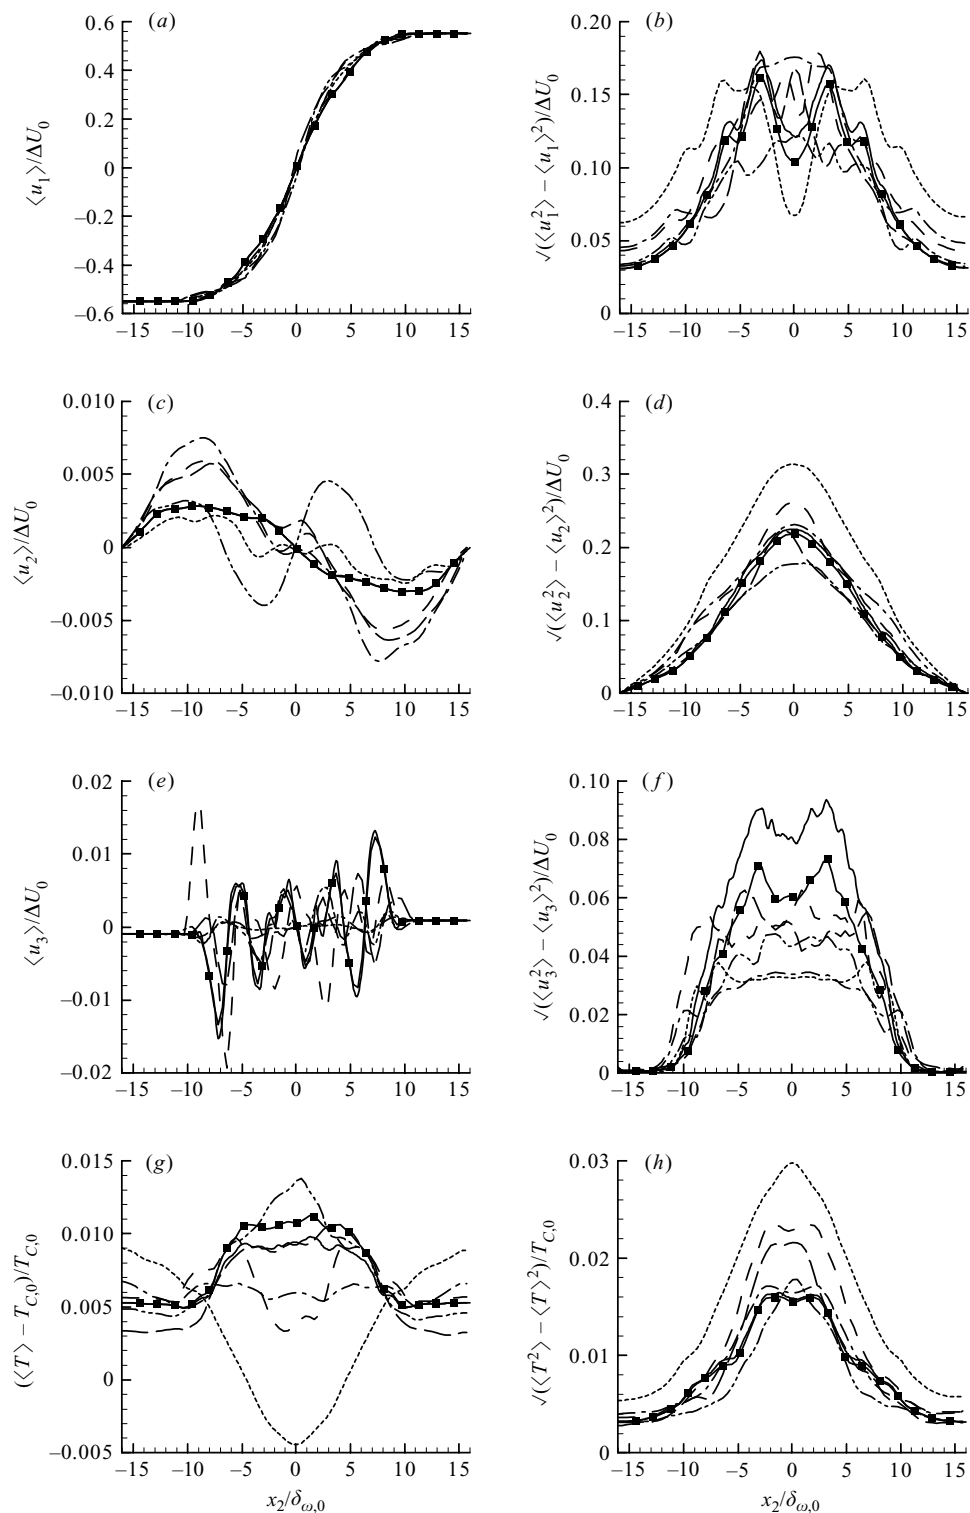 (a)
0.6
0.4
0.2
0
–0.2
–0.4
–0.6
⟨u₁⟩/ΔU₀
–15 –10 –5 0 5 10 15
(b)
0.20
0.15
0.10
0.05
0
√(⟨u₁²⟩ – ⟨u₁⟩²)/ΔU₀
–15 –10 –5 0 5 10 15
(c)
0.010
0.005
0
–0.005
–0.010
⟨u₂⟩/ΔU₀
–15 –10 –5 0 5 10 15
(d)
0.4
0.3
0.2
0.1
0
√(⟨u₂²⟩ – ⟨u₂⟩²)/ΔU₀
–15 –10 –5 0 5 10 15
(e)
0.02
0.01
0
–0.01
–0.02
⟨u₃⟩/ΔU₀
–15 –10 –5 0 5 10 15
(f)
0.10
0.08
0.06
0.04
0.02
0
√(⟨u₃²⟩ – ⟨u₃⟩²)/ΔU₀
–15 –10 –5 0 5 10 15
(g)
0.015
0.010
0.005
0
–0.005
(⟨T⟩ – T_{C,0})/T_{C,0}
–15 –10 –5 0 5 10 15
x₂/δ_{ω,0}
(h)
0.03
0.02
0.01
0
√(⟨T²⟩ – ⟨T⟩²)/T_{C,0}
–15 –10 –5 0 5 10 15
x₂/δ_{ω,0}